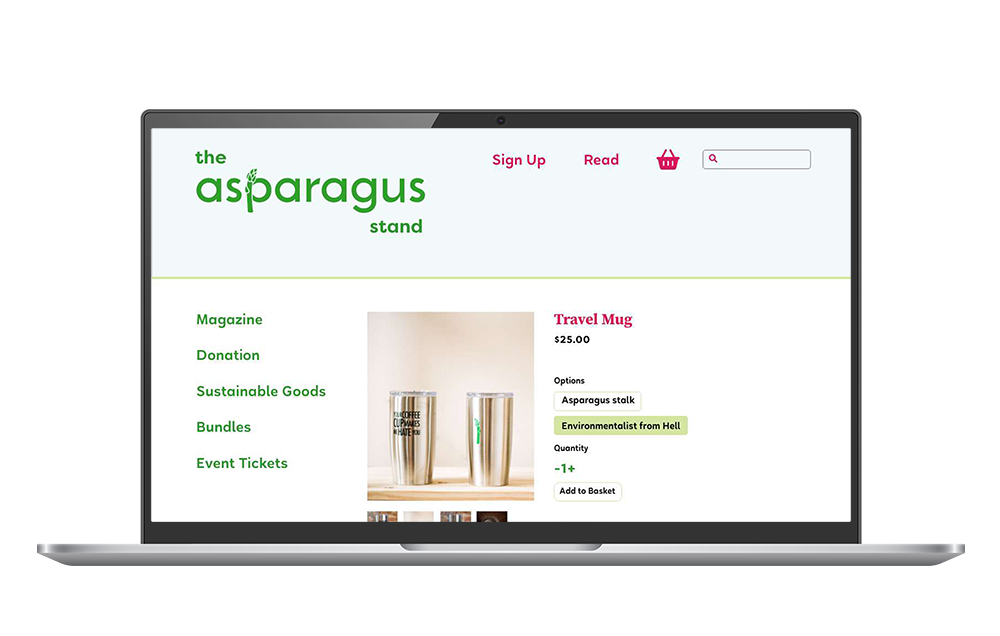 the
asparagus
stand
Sign Up
Read
Magazine
Donation
Sustainable Goods
Bundles
Event Tickets
YOUR COFFEE
CUP MAKES
ME HATE YOU
Travel Mug
$25.00
Options
Asparagus stalk
Environmentalist from Hell
Quantity
-1+
Add to Basket